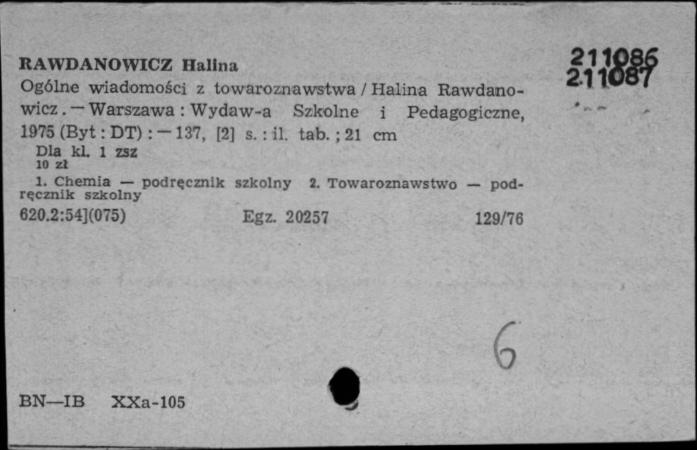 RAWDANOWICZ Halina
211086
211087
Ogólne wiadomości z towaroznawstwa / Halina Rawdano-
wicz. — Warszawa : Wydaw-a Szkolne i Pedagogiczne,
1975 (Byt : DT) : — 137, [2] s. : il. tab. ; 21 cm
Dla kl. 1 zsz
10 zł
1. Chemia — podręcznik szkolny 2. Towaroznawstwo — pod-
ręcznik szkolny
620.2:54](075) Egz. 20257 129/76
6
BN—IB XXa-105